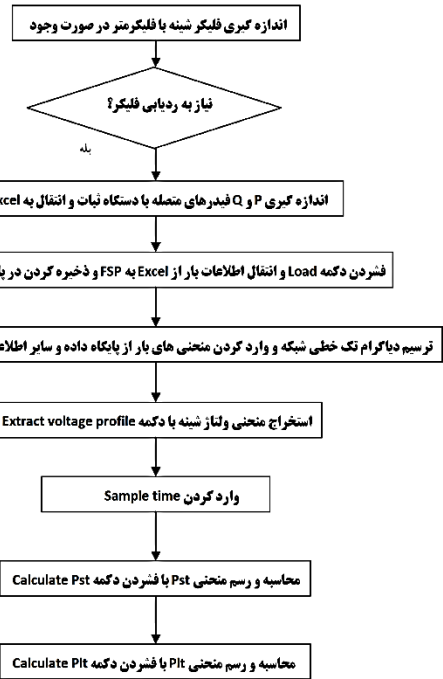 اندازه گیری فلیکر شینه با فلیکرمتر در صورت وجود
نیاز به ردیابی فلیکر؟
بله
اندازه گیری P و Q فیدرهای متصله با دستگاه ثبات و انتقال به
فشردن دکمه Load و انتقال اطلاعات بار از Excel به FSP و ذخیره کردن در
ترسیم دیاگرام تک خطی شبکه و وارد کردن منحنی های بار از پایگاه داده و سایر
استخراج منحنی ولتاژ شینه با دکمه Extract voltage profile
وارد کردن Sample time
محاسبه و رسم منحنی Pst با فشردن دکمه Calculate Pst
محاسبه و رسم منحنی Plt با فشردن دکمه Calculate Plt